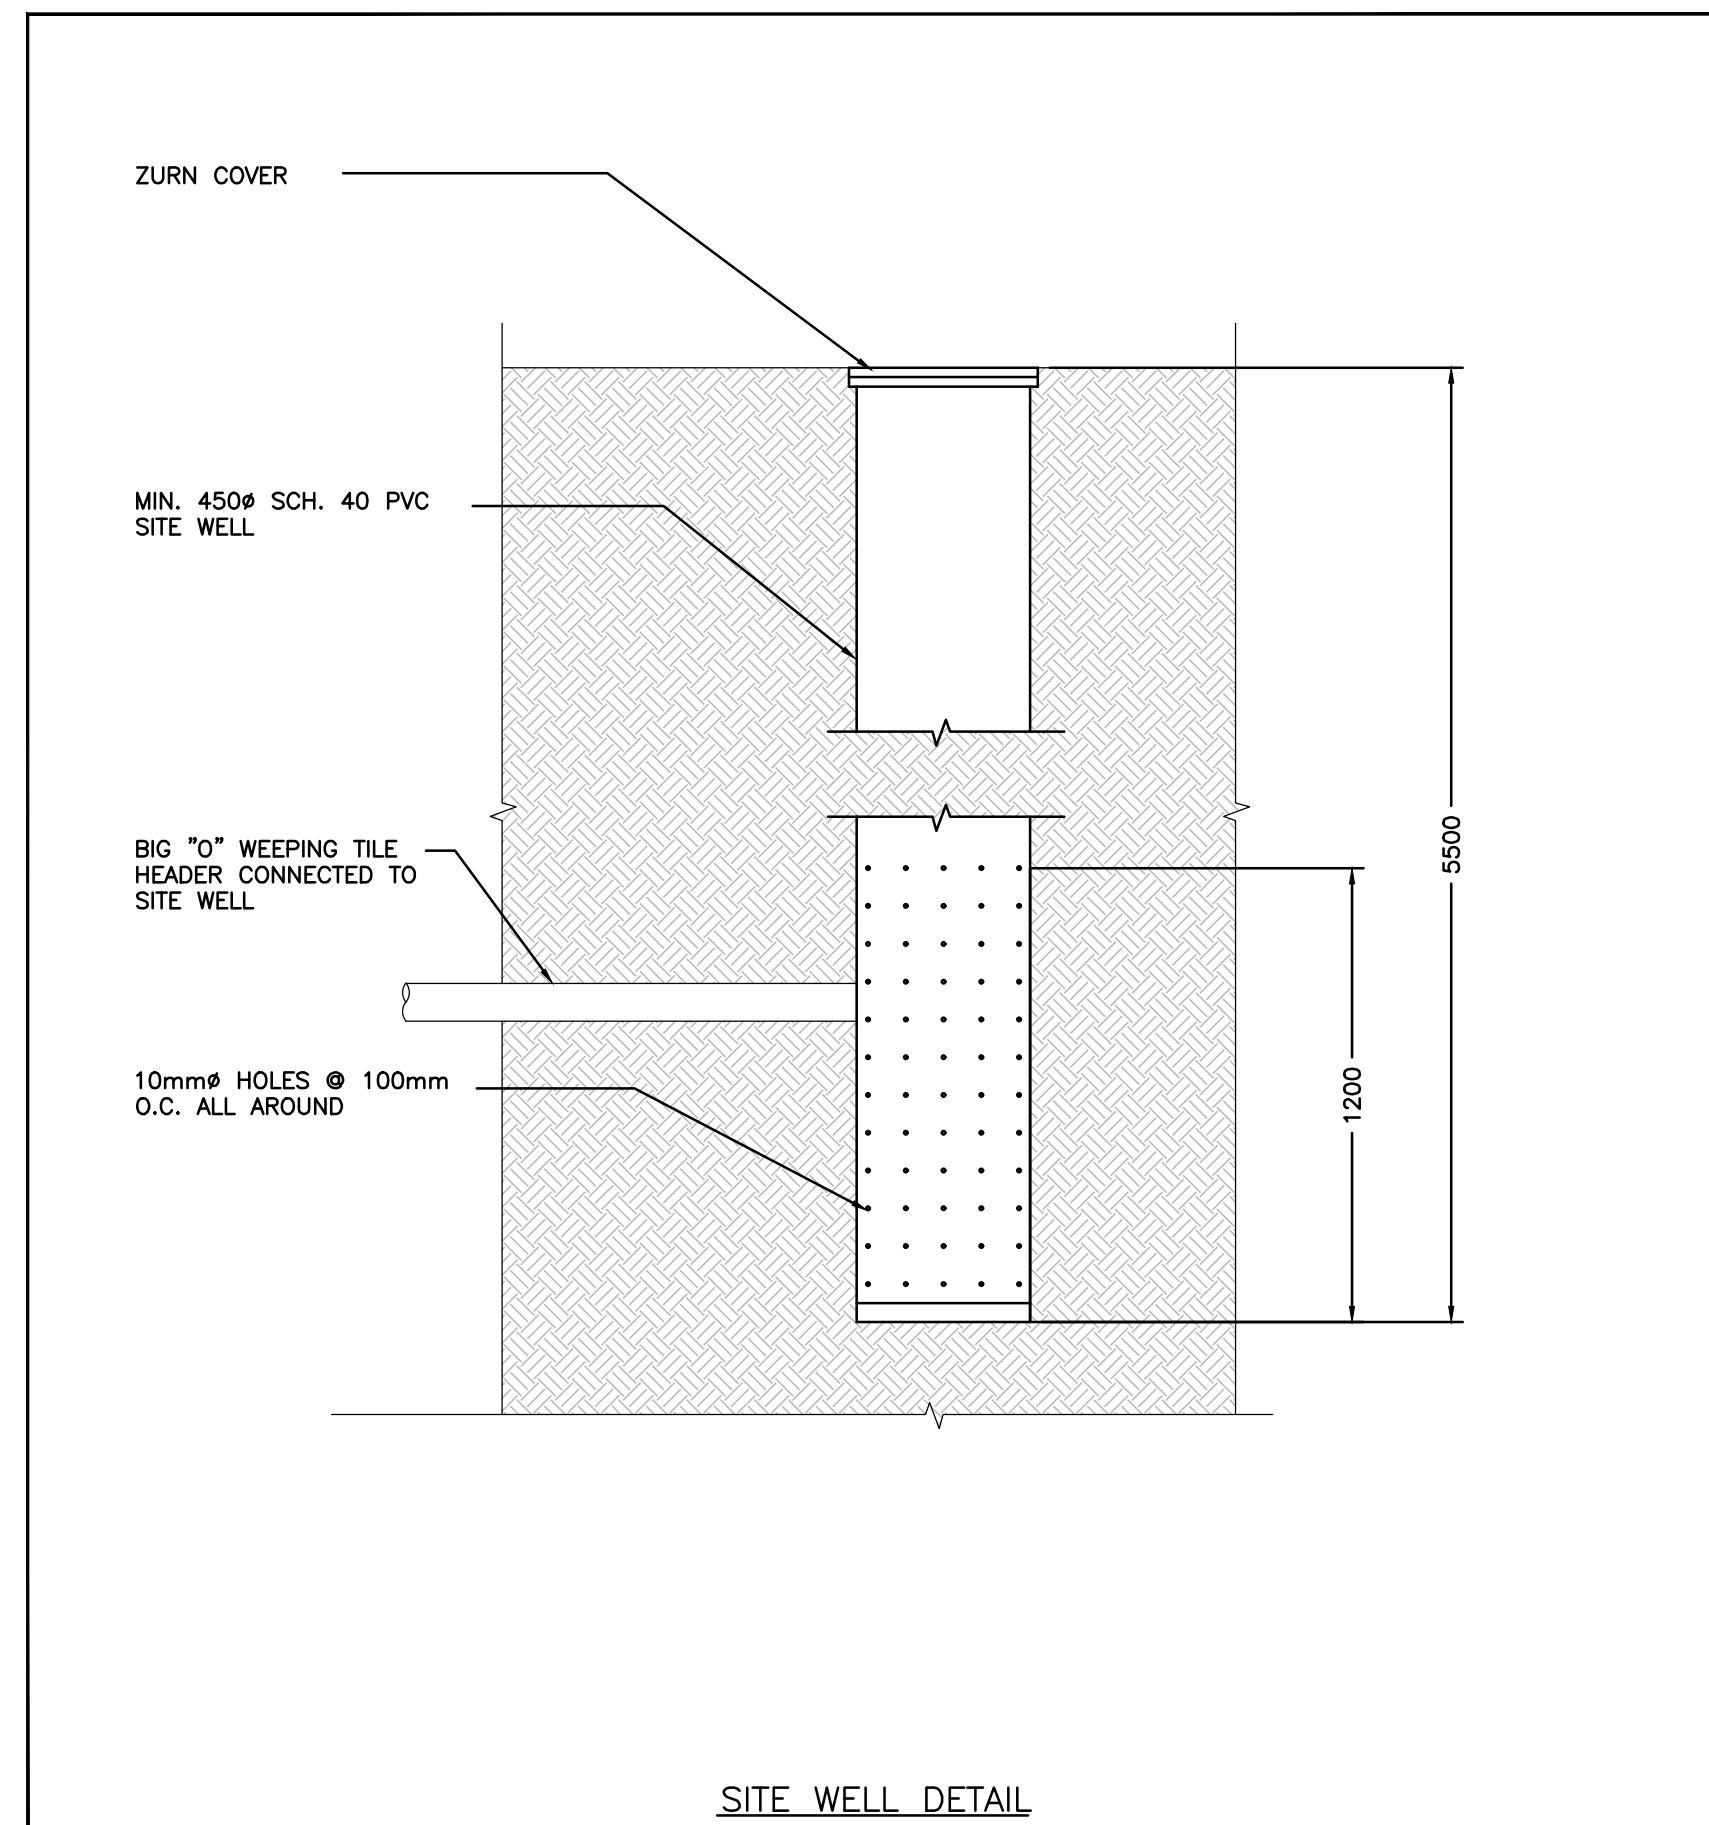 ZURN COVER
MIN. 450ø SCH. 40 PVC
SITE WELL
BIG "O" WEEPING TILE
HEADER CONNECTED TO
SITE WELL
10mmø HOLES @ 100mm
O.C. ALL AROUND
5500
1200
SITE WELL DETAIL